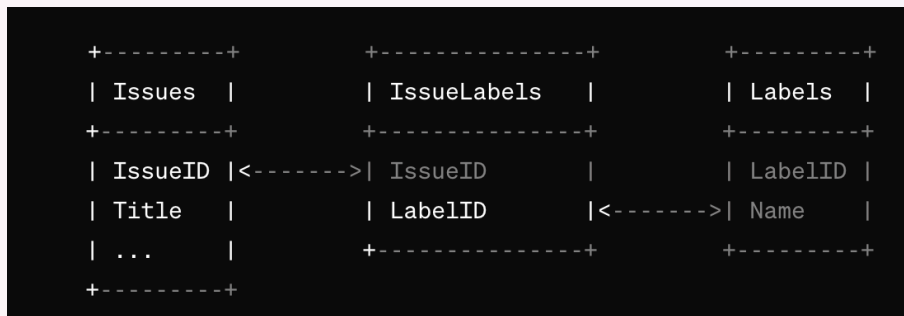 +---------+         +---------------+         +---------+
| Issues  |         | IssueLabels   |         | Labels  |
+---------+         +---------------+         +---------+
| IssueID |<------->| IssueID       |         | LabelID |
| Title   |         | LabelID       |<------->| Name    |
| ...     |         +---------------+         +---------+
+---------+